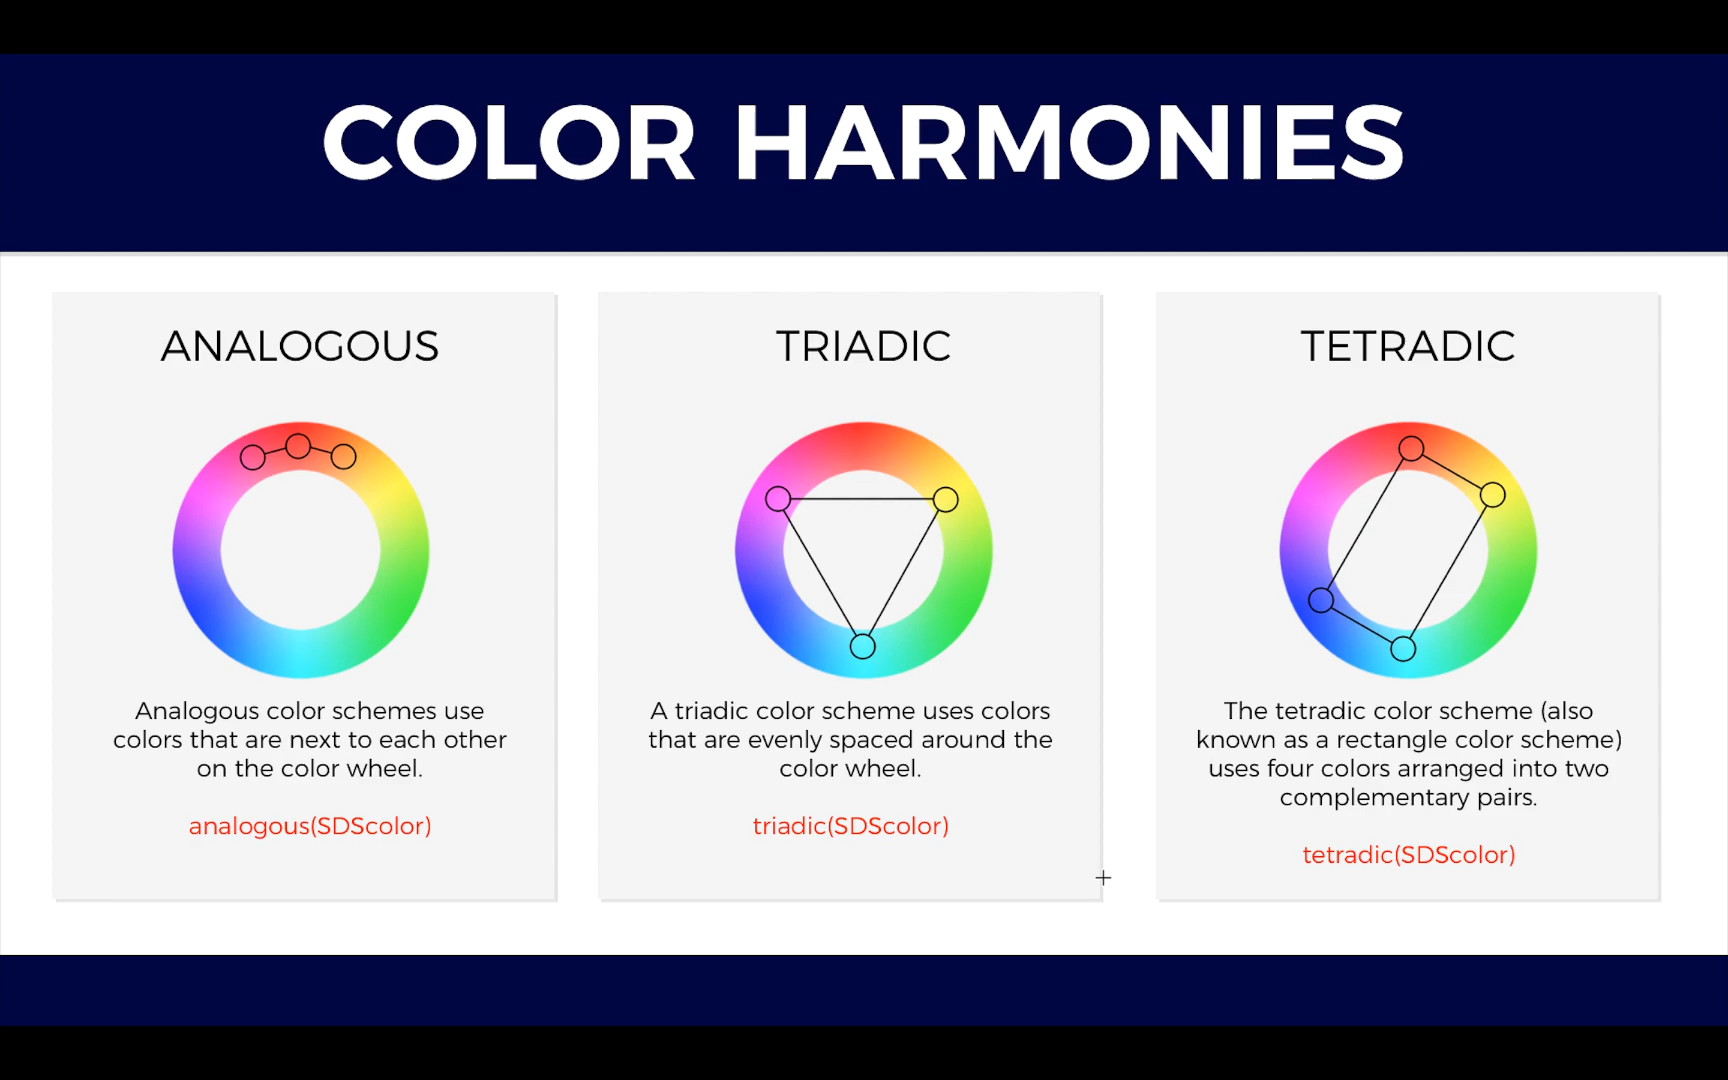 COLOR HARMONIES
ANALOGOUS
Analogous color schemes use
colors that are next to each other
on the color wheel.
analogous(SDScolor)
TRIADIC
A triadic color scheme uses colors
that are evenly spaced around the
color wheel.
triadic(SDScolor)
TETRADIC
The tetradic color scheme (also
known as a rectangle color scheme)
uses four colors arranged into two
complementary pairs.
tetradic(SDScolor)